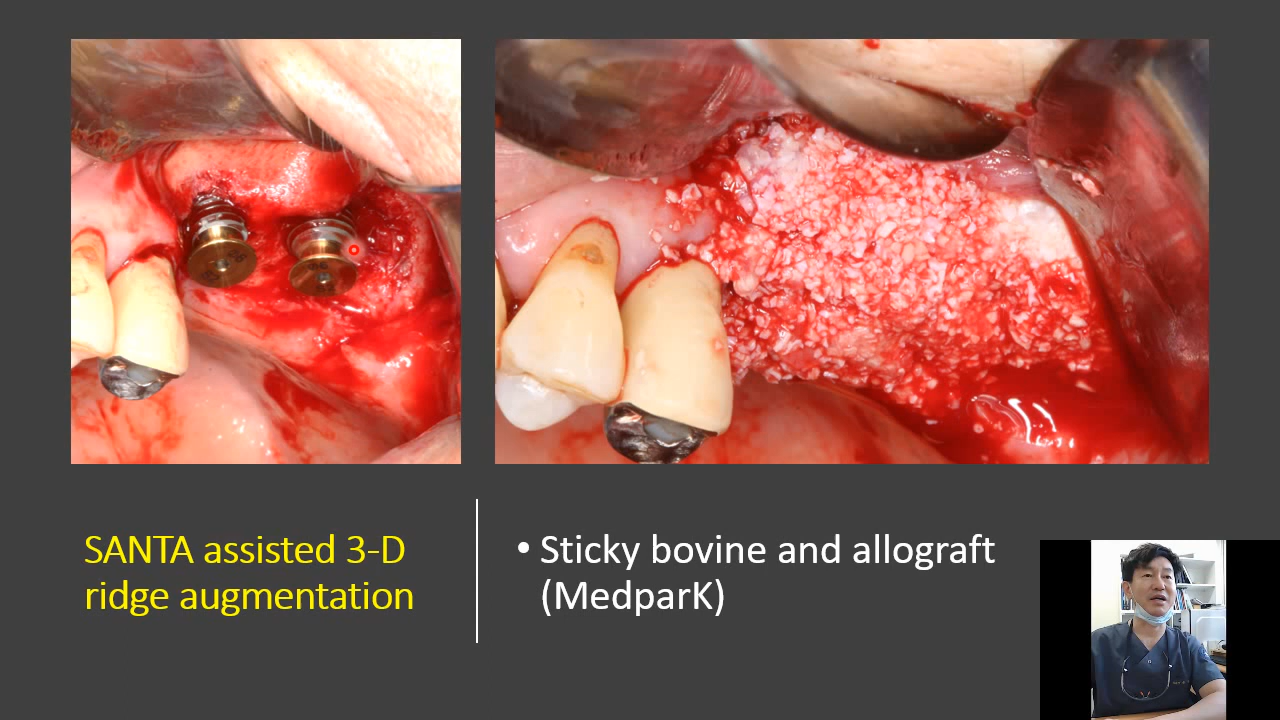 SANTA assisted 3-D
ridge augmentation
• Sticky bovine and allograft
(MedparK)